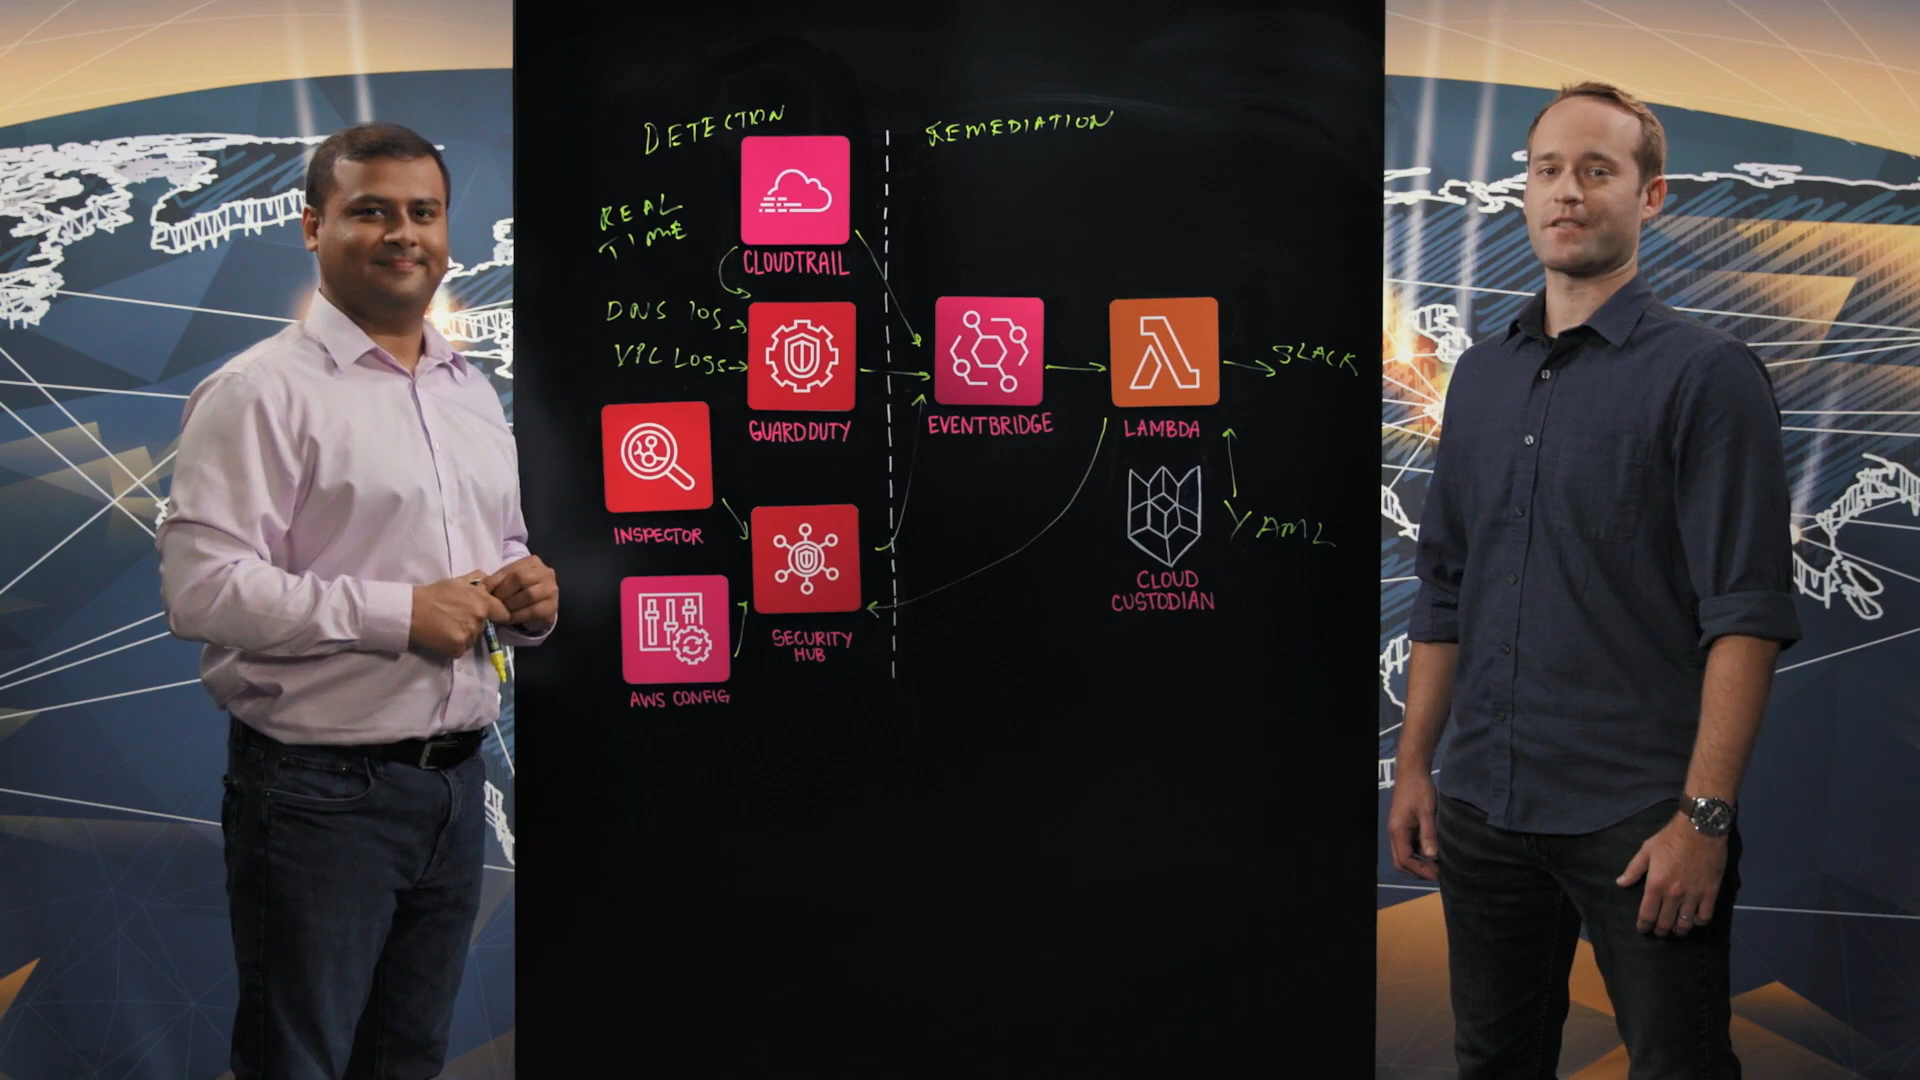 DETECTION
REMEDIATION
REAL
TIME
CLOUDTRAIL
DNS log
VPC Logs
GUARDDUTY
EVENTBRIDGE
LAMBDA
SLACK
INSPECTOR
YAML
CLOUD
CUSTODIAN
SECURITY
HUB
AWS CONFIG